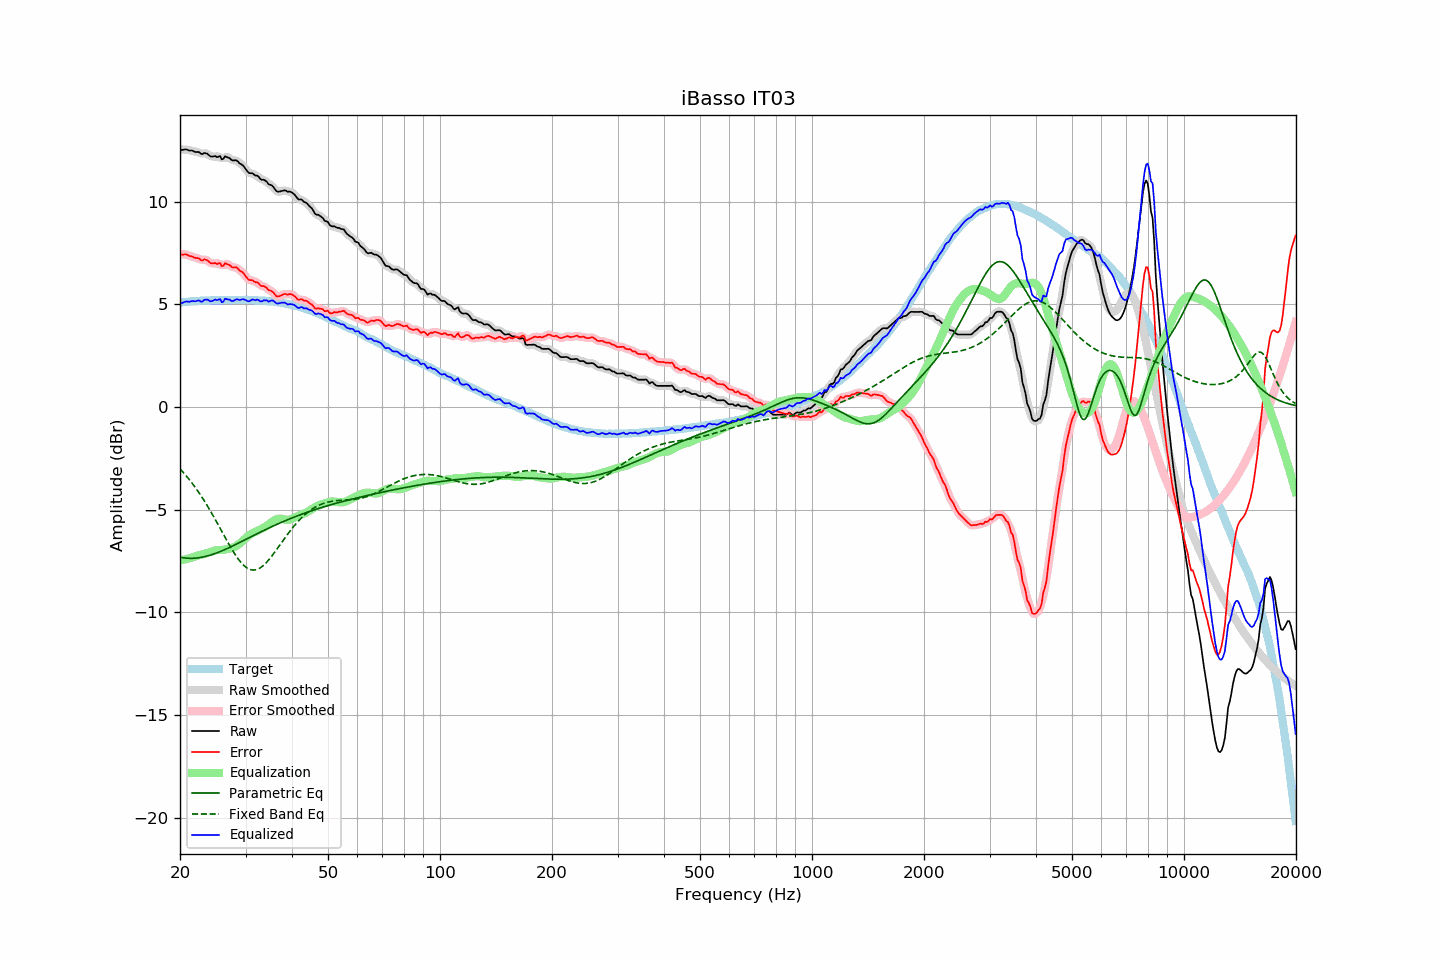 iBasso IT03
Amplitude (dBr)
10
5
0
−5
−10
−15
−20
Target
Raw Smoothed
Error Smoothed
Raw
Error
Equalization
Parametric Eq
Fixed Band Eq
Equalized
20 50 100 200 500 1000 2000 5000 10000 20000
Frequency (Hz)